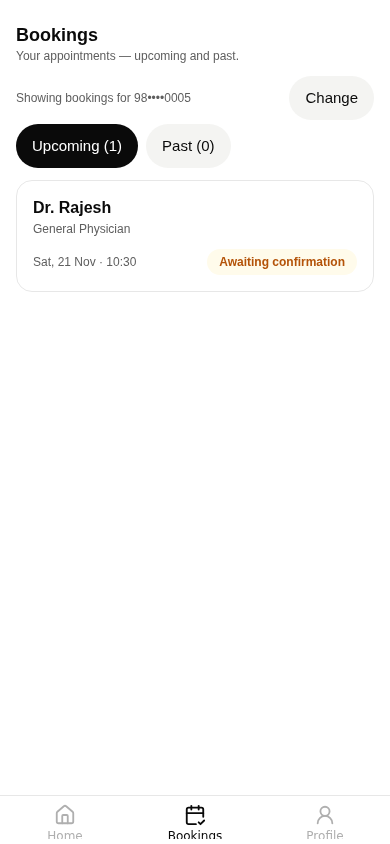 Bookings
Your appointments — upcoming and past.
Showing bookings for 98••••0005
Change
Upcoming (1)
Past (0)
Dr. Rajesh
General Physician
Sat, 21 Nov · 10:30
Awaiting confirmation
Home
Bookings
Profile